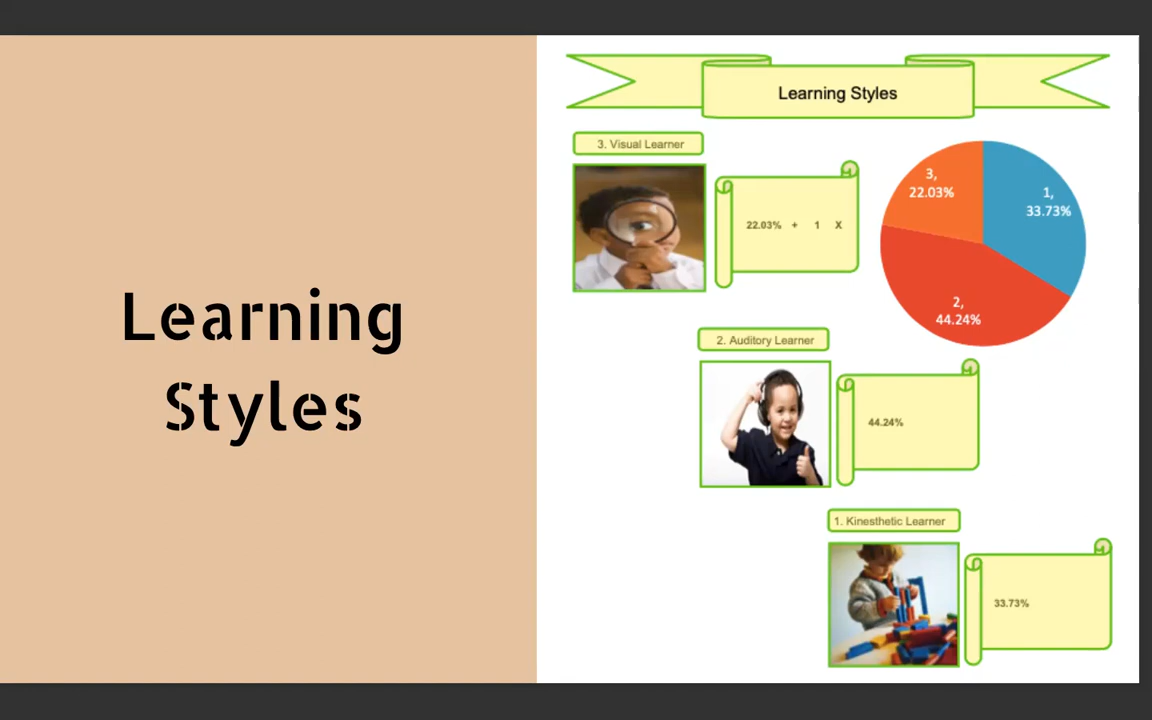 Learning
Styles
Learning Styles
3. Visual Learner
22.03% + 1 X
3,
22.03%
1,
33.73%
2,
44.24%
2. Auditory Learner
44.24%
1. Kinesthetic Learner
33.73%